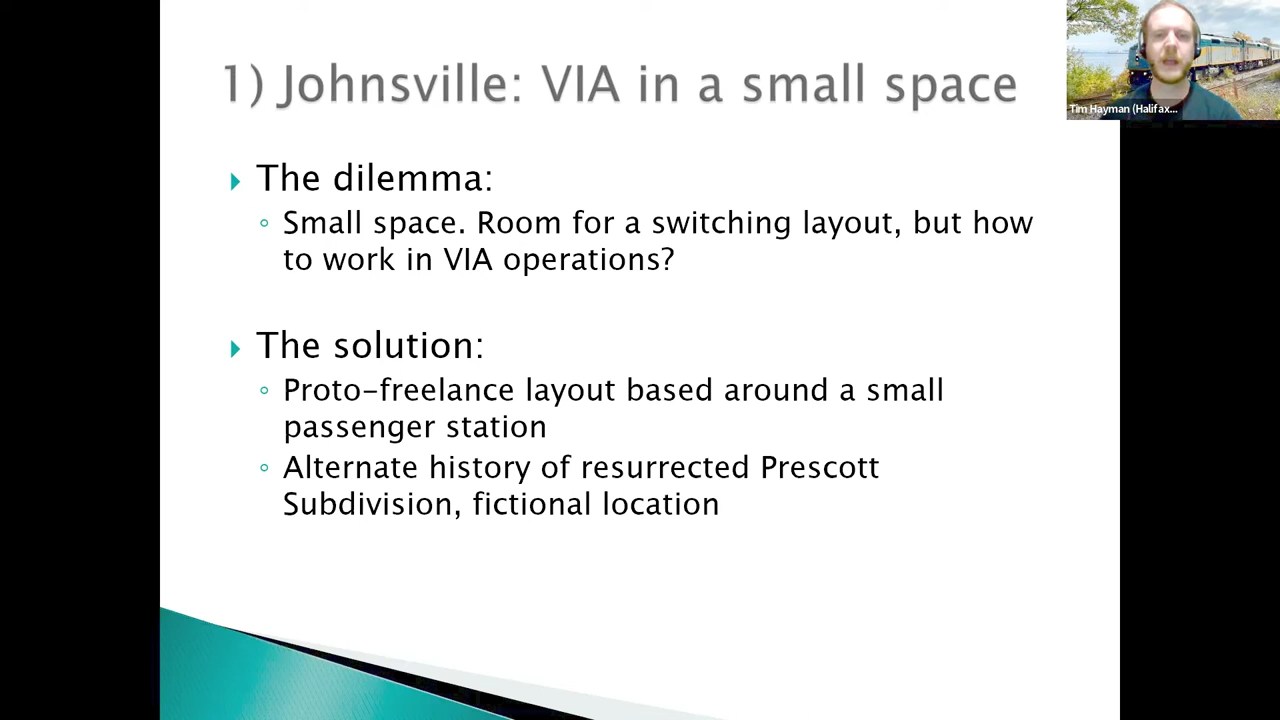 1) Johnsville: VIA in a small space
Tim Hayman (Halifax...
The dilemma:
Small space. Room for a switching layout, but how
to work in VIA operations?
The solution:
Proto-freelance layout based around a small
passenger station
Alternate history of resurrected Prescott
Subdivision, fictional location